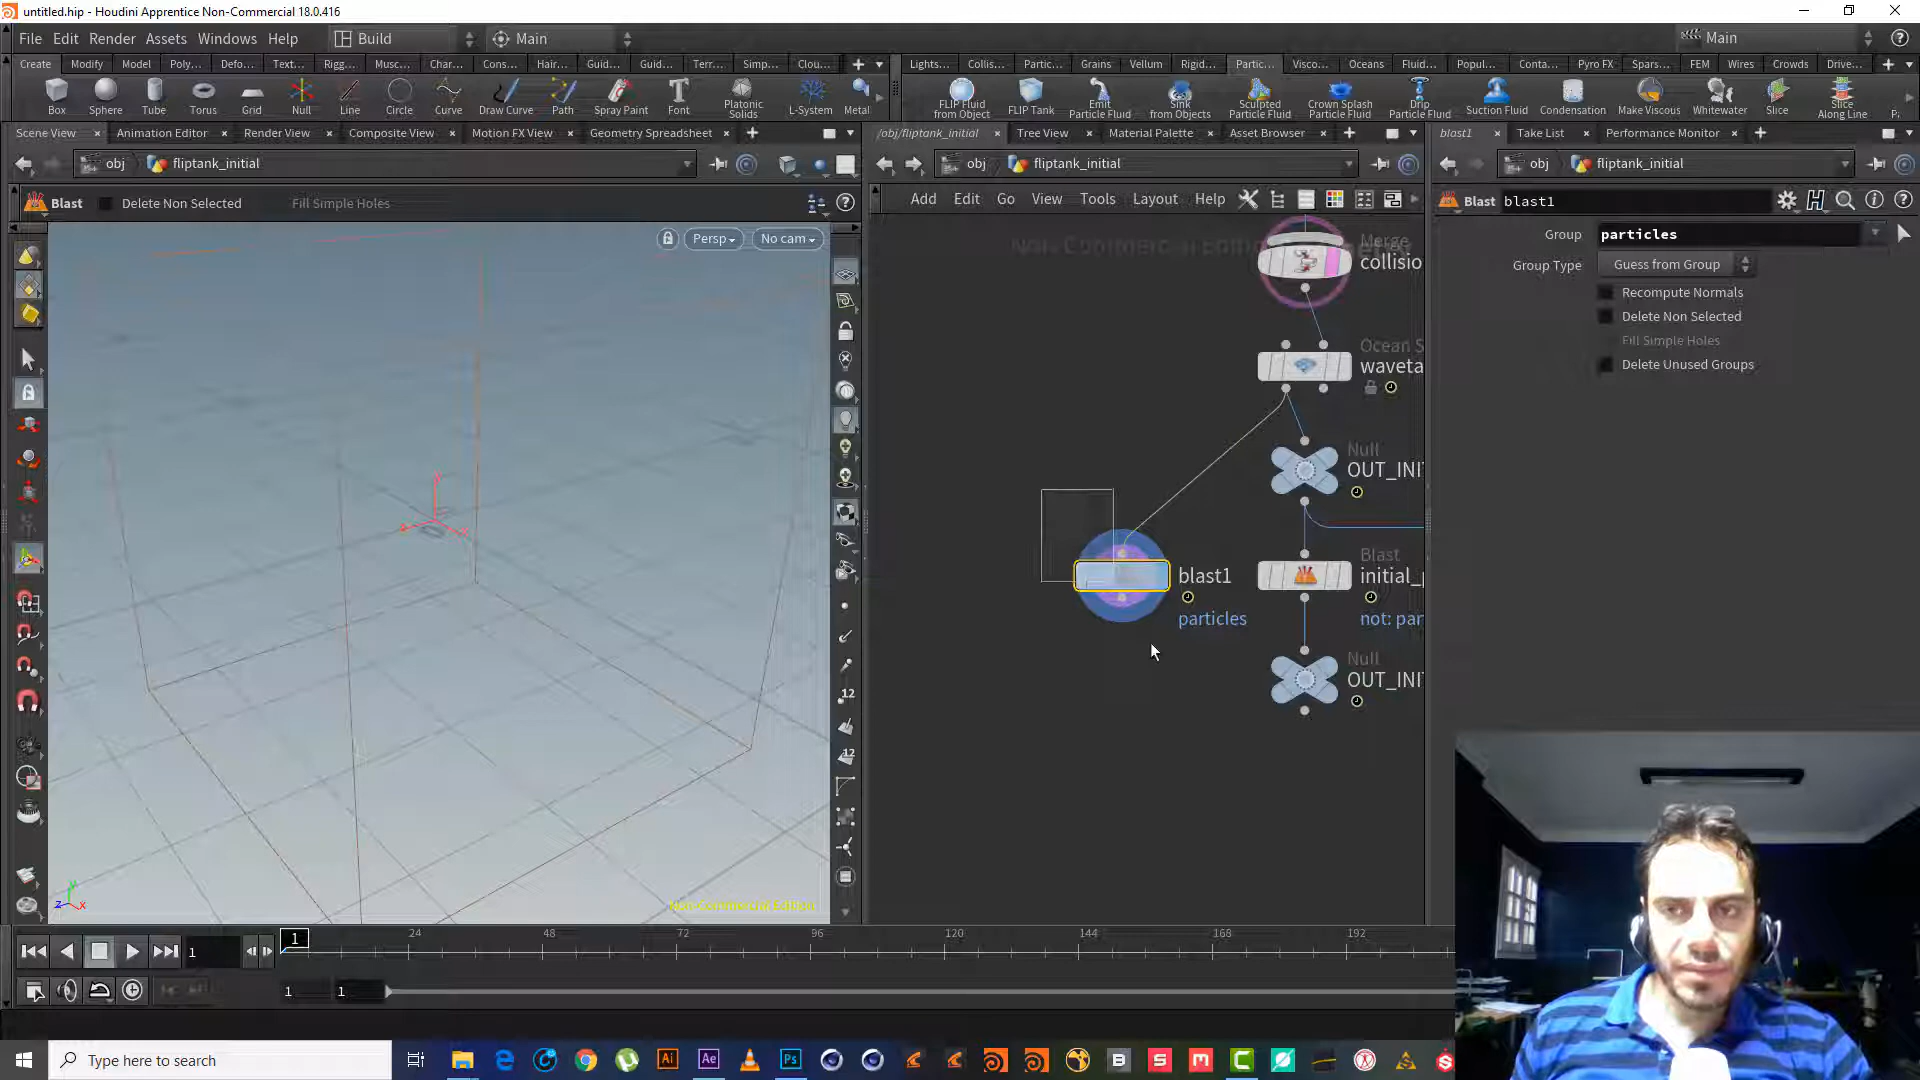 untitled.hip - Houdini Apprentice Non-Commercial 18.0.416
File Edit Render Assets Windows Help Build Main Main
Create Modify Model Poly... Defo... Text... Rigg... Musc... Char... Cons... Hair... Guid... Guid... Terr... Simp... Clou...
Lights... Collis... Partic... Grains Vellum Rigid... Partic... Visco... Oceans Fluid... Popul... Conta... Pyro FX Spars... FEM Wires Crowds Drive...
Box Sphere Tube Torus Grid Null Line Circle Curve Draw Curve Path Spray Paint Font Platonic Solids L-System Metal
FLIP Fluid from Object FLIP Tank Emit Particle Fluid Sink from Objects Sculpted Particle Fluid Crown Splash Particle Fluid Drip Particle Fluid Suction Fluid Condensation Make Viscous Whitewater Slice Slice Along Line
Scene View Animation Editor Render View Composite View Motion FX View Geometry Spreadsheet
/obj/fliptank_initial Tree View Material Palette Asset Browser
blast1 Take List Performance Monitor
obj fliptank_initial
obj fliptank_initial
obj fliptank_initial
Blast Delete Non Selected Fill Simple Holes
Add Edit Go View Tools Layout Help
Blast blast1
Persp No cam
Group particles
Group Type Guess from Group
Recompute Normals
Delete Non Selected
Fill Simple Holes
Delete Unused Groups
Merge
collisio
Ocean S
waveta
Null
OUT_INI
blast1
particles
Blast
initial_p
not: par
Null
OUT_INI
12
12
Non-Commercial Edition
1
1 24 48 72 96 120 144 168 192
1 1
Type here to search